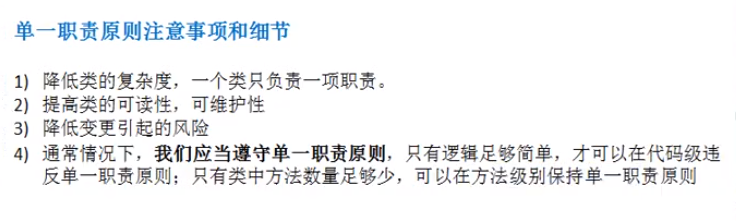 单一职责原则注意事项和细节
1) 降低类的复杂度，一个类只负责一项职责。
2) 提高类的可读性，可维护性
3) 降低变更引起的风险
4) 通常情况下，我们应当遵守单一职责原则，只有逻辑足够简单，才可以在代码级违
反单一职责原则；只有类中方法数量足够少，可以在方法级别保持单一职责原则